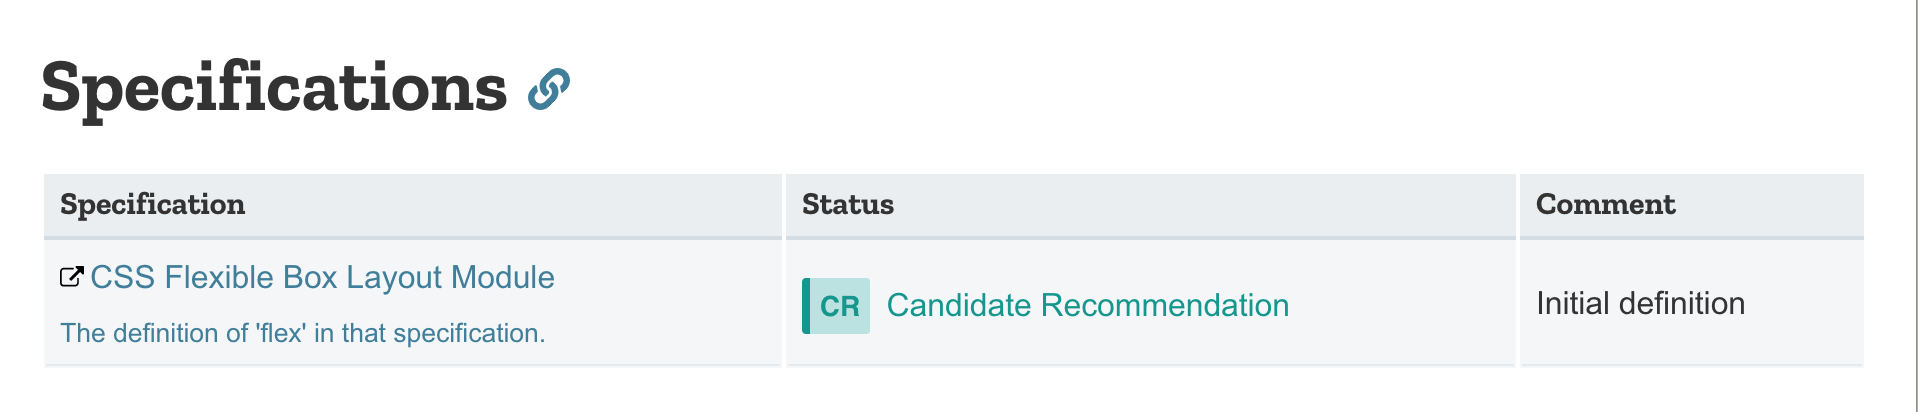 Specifications
Specification Status Comment
CSS Flexible Box Layout Module
The definition of 'flex' in that specification.
CR Candidate Recommendation
Initial definition